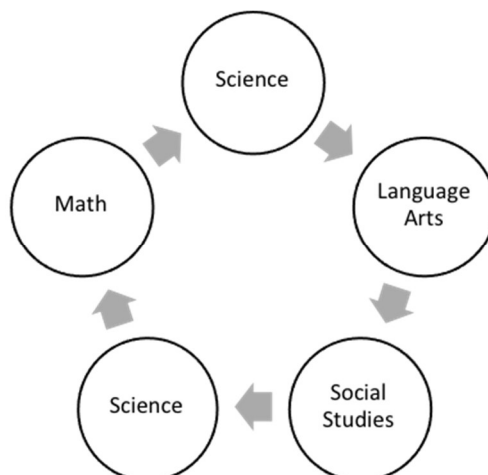 Science
Language
Arts
Social
Studies
Science
Math